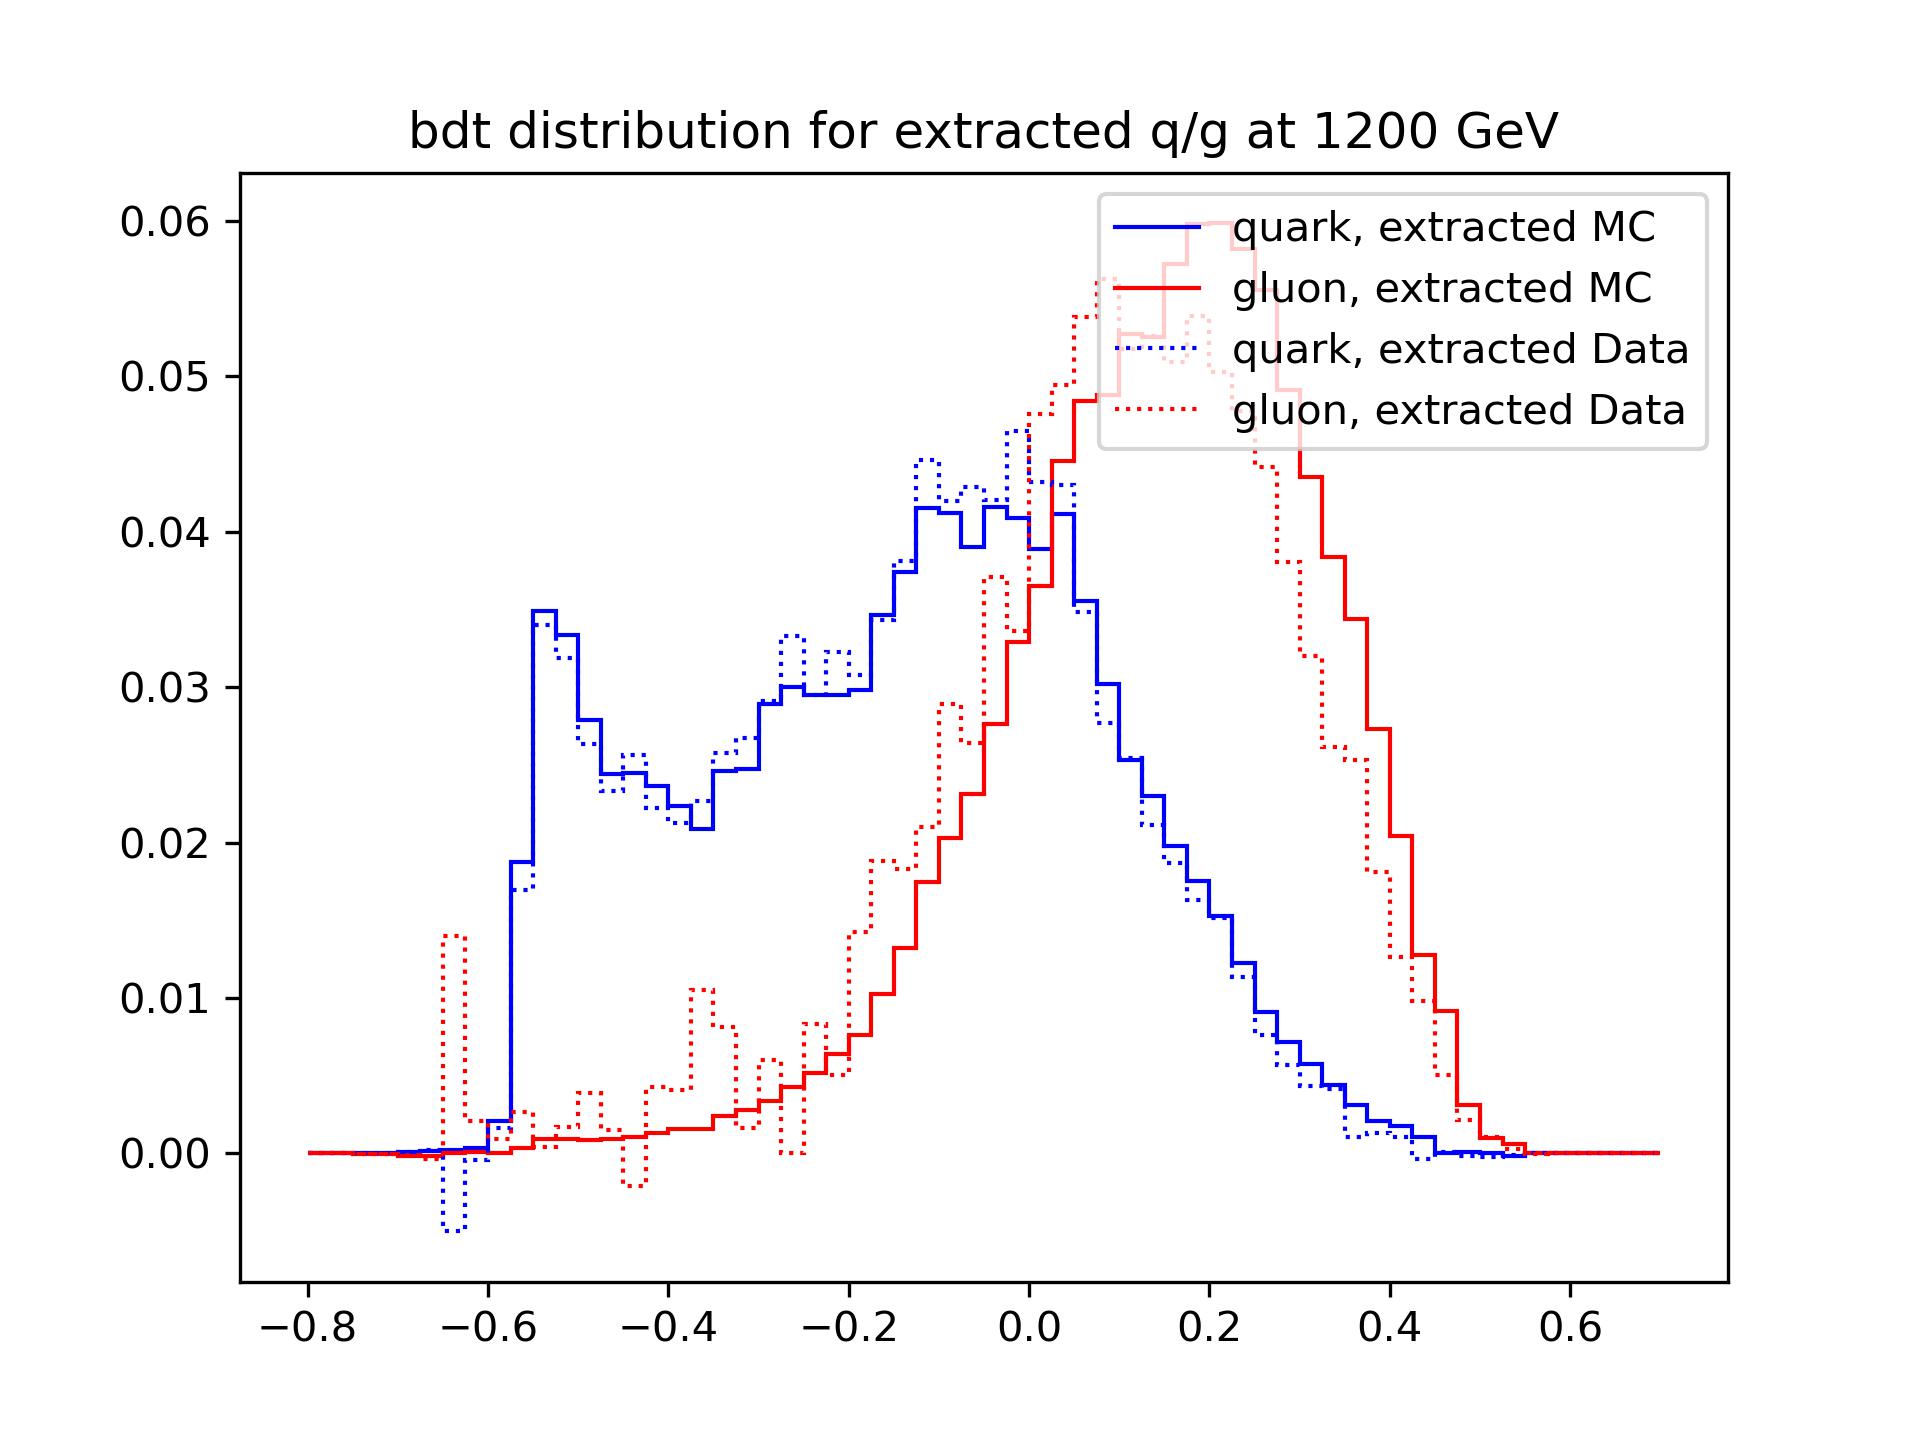 bdt distribution for extracted q/g at 1200 GeV
quark, extracted MC
gluon, extracted MC
quark, extracted Data
gluon, extracted Data
0.06
0.05
0.04
0.03
0.02
0.01
0.00
−0.8 −0.6 −0.4 −0.2 0.0 0.2 0.4 0.6